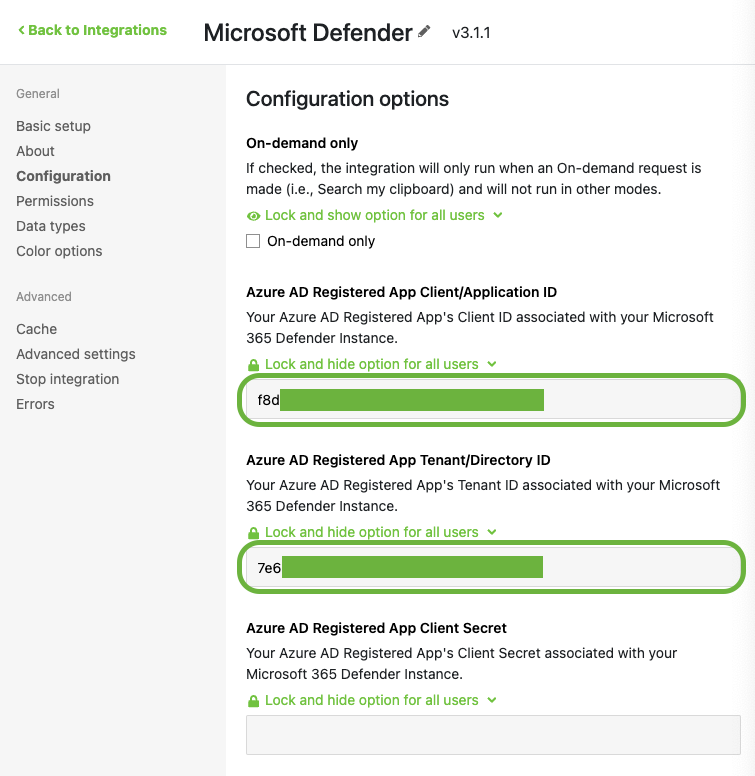 Back to Integrations
Microsoft Defender v3.1.1
General
Basic setup
About
Configuration
Permissions
Data types
Color options
Advanced
Cache
Advanced settings
Stop integration
Errors
Configuration options
On-demand only
If checked, the integration will only run when an On-demand request is
made (i.e., Search my clipboard) and will not run in other modes.
Lock and show option for all users
On-demand only
Azure AD Registered App Client/Application ID
Your Azure AD Registered App's Client ID associated with your Microsoft
365 Defender Instance.
Lock and hide option for all users
f8d
Azure AD Registered App Tenant/Directory ID
Your Azure AD Registered App's Tenant ID associated with your Microsoft
365 Defender Instance.
Lock and hide option for all users
7e6
Azure AD Registered App Client Secret
Your Azure AD Registered App's Client Secret associated with your
Microsoft 365 Defender Instance.
Lock and hide option for all users